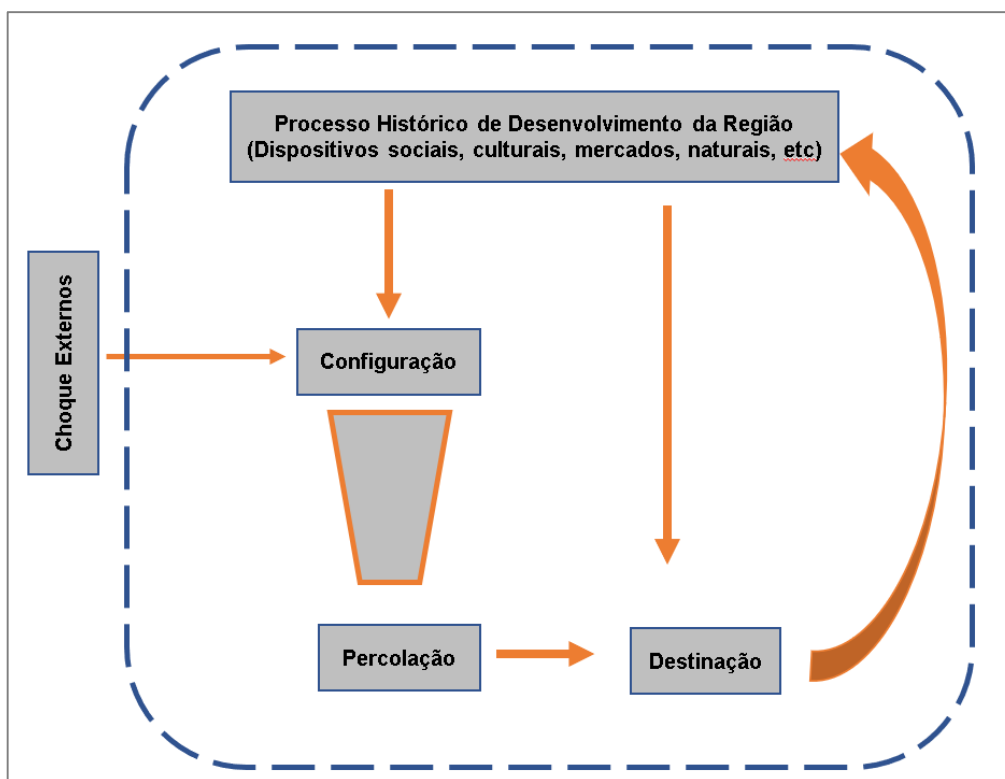 Processo Histórico de Desenvolvimento da Região
(Dispositivos sociais, culturais, mercados, naturais, etc)
Choque Externos
Configuração
Percolação
Destinação